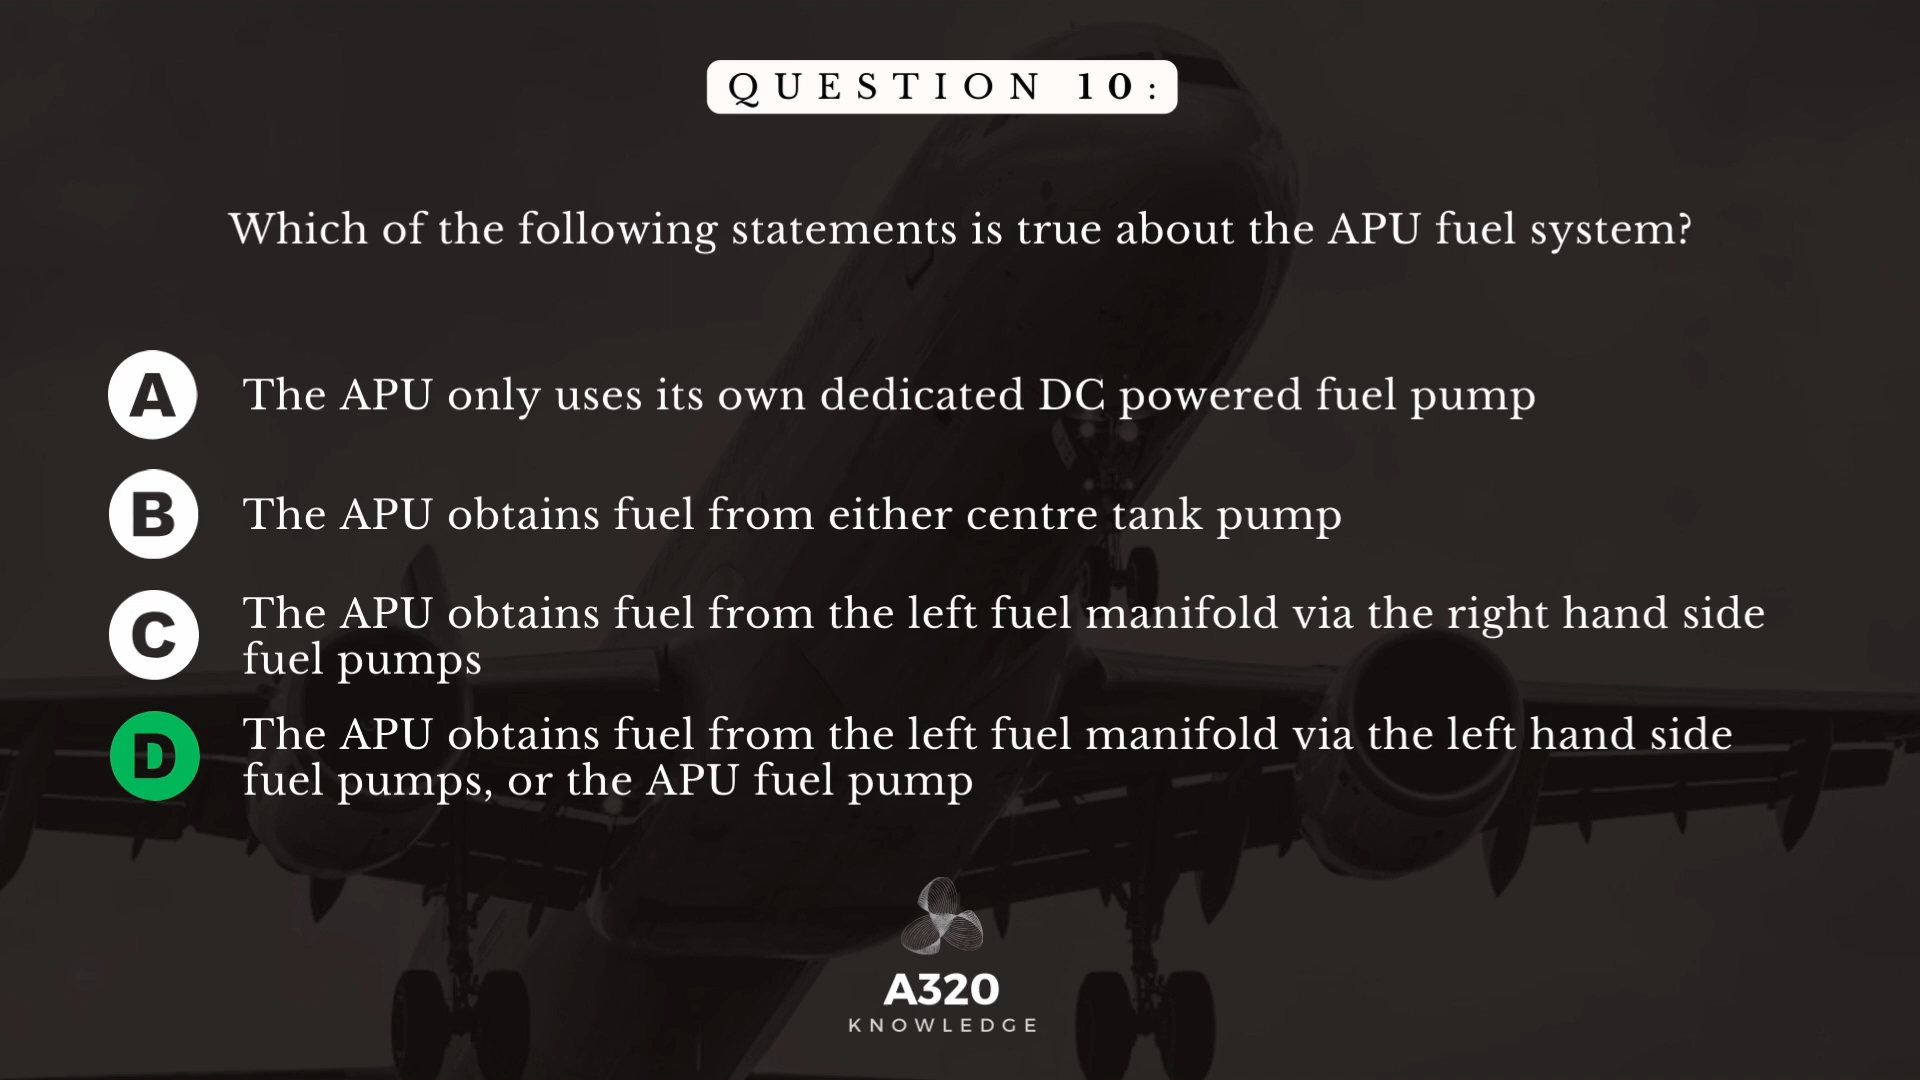 QUESTION 10:
Which of the following statements is true about the APU fuel system?
A The APU only uses its own dedicated DC powered fuel pump
B The APU obtains fuel from either centre tank pump
C The APU obtains fuel from the left fuel manifold via the right hand side
fuel pumps
D The APU obtains fuel from the left fuel manifold via the left hand side
fuel pumps, or the APU fuel pump
A320
KNOWLEDGE